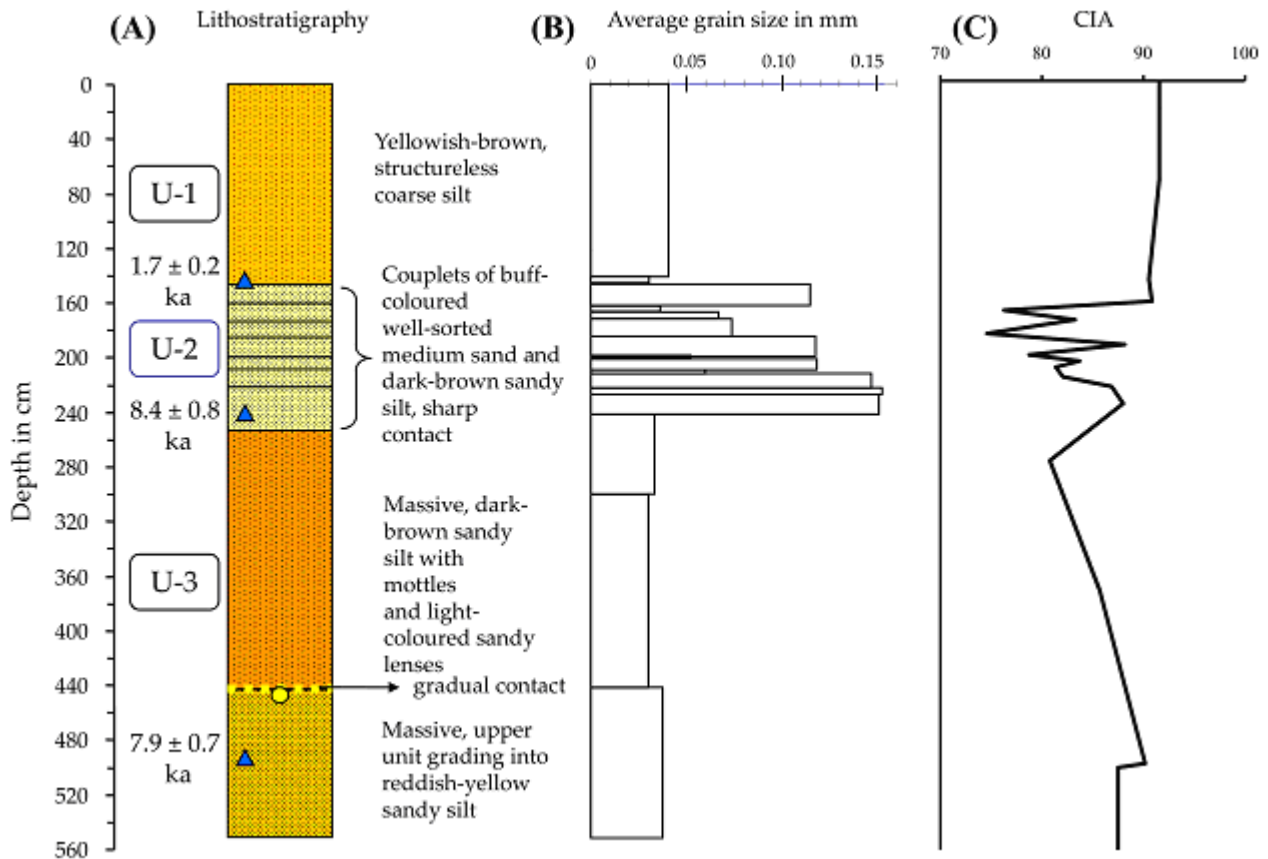 (A)
Lithostratigraphy
(B)
Average grain size in mm
(C)
CIA
0
0.05
0.10
0.15
70
80
90
100
Depth in cm
0
40
80
120
160
200
240
280
320
360
400
440
480
520
560
U-1
1.7 ± 0.2
ka
U-2
8.4 ± 0.8
ka
U-3
7.9 ± 0.7
ka
Yellowish-brown,
structureless
coarse silt
Couplets of buff-
coloured
well-sorted
medium sand and
dark-brown sandy
silt, sharp
contact
Massive, dark-
brown sandy
silt with
mottles
and light-
coloured sandy
lenses
gradual contact
Massive, upper
unit grading into
reddish-yellow
sandy silt